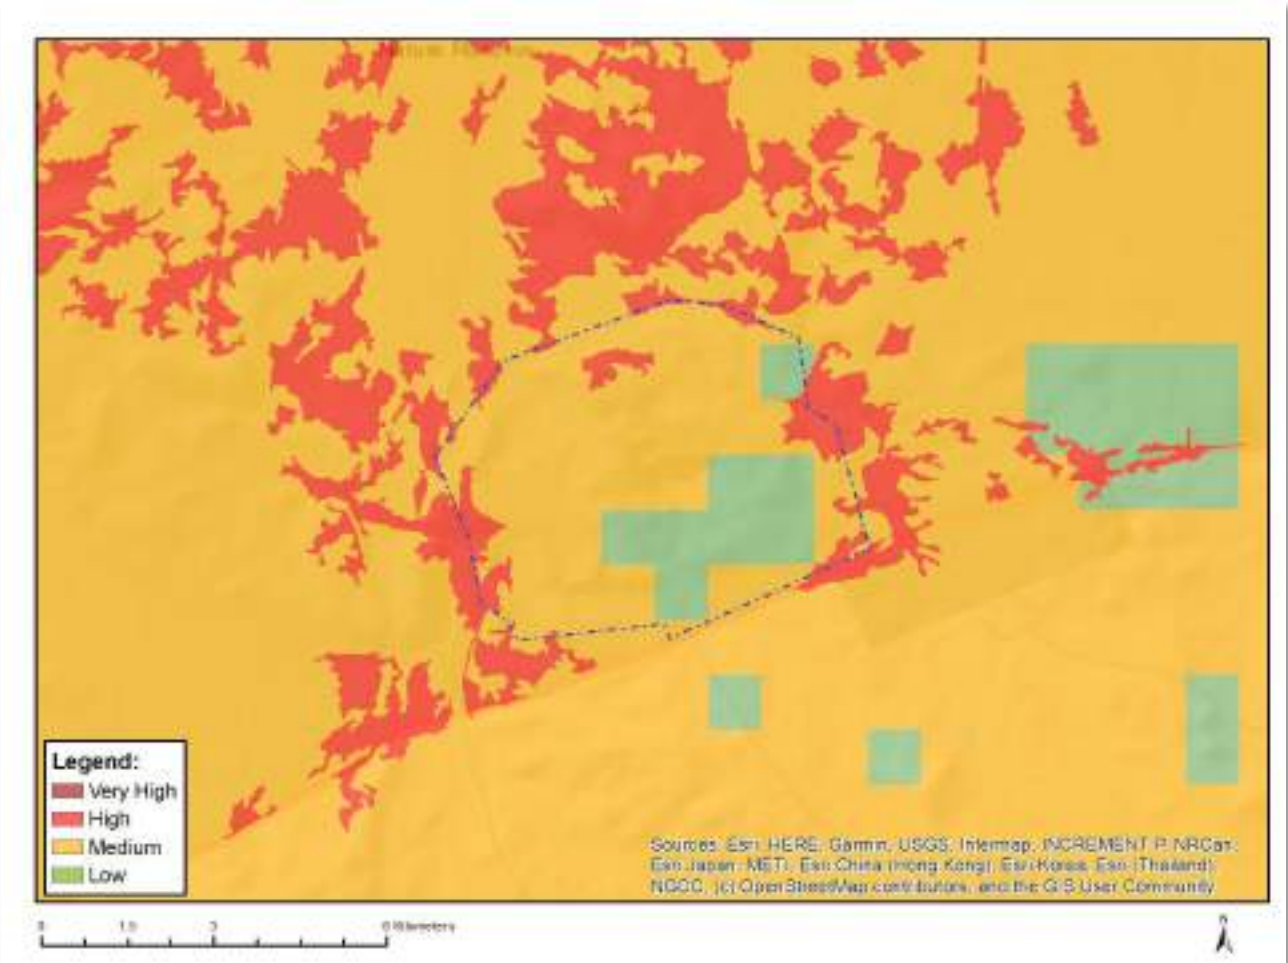 Legend:
Very High
High
Medium
Low
Sources: Esri, HERE, Garmin, USGS, Intermap, INCREMENT P, NRCan,
Esri Japan, METI, Esri China (Hong Kong), Esri Korea, Esri (Thailand),
NGCC, (c) OpenStreetMap contributors, and the GIS User Community
0 1.5 3 6 Kilometers
N